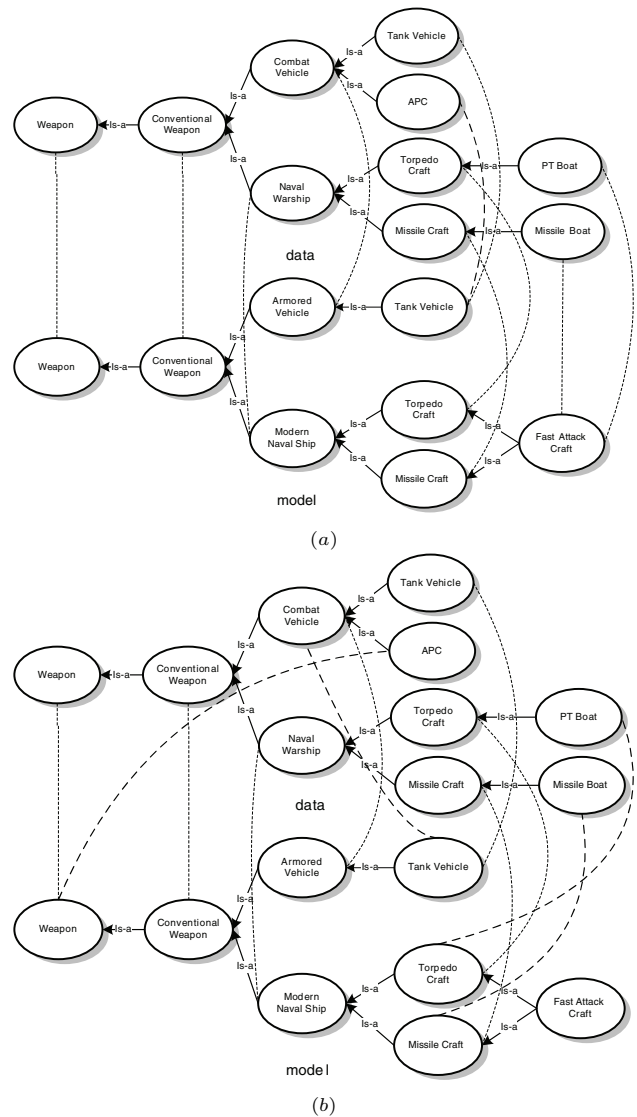 Tank Vehicle
Is-a
Combat
Vehicle
Is-a
APC
Is-a
Weapon
Is-a
Conventional
Weapon
Is-a
Torpedo
Craft
Is-a
PT Boat
Is-a
Naval
Warship
Is-a
Missile Craft
Is-a
Missile Boat
data
Armored
Vehicle
Is-a
Tank Vehicle
Is-a
Weapon
Is-a
Conventional
Weapon
Is-a
Torpedo
Craft
Is-a
Is-a
Modern
Naval Ship
Fast Attack
Craft
Is-a
Is-a
Missile Craft
model
(a)
Tank Vehicle
Is-a
Combat
Vehicle
Is-a
APC
Is-a
Weapon
Is-a
Conventional
Weapon
Is-a
Torpedo
Craft
Is-a
PT Boat
Is-a
Naval
Warship
Is-a
Missile Craft
Is-a
Missile Boat
data
Armored
Vehicle
Is-a
Tank Vehicle
Is-a
Weapon
Is-a
Conventional
Weapon
Is-a
Torpedo
Craft
Is-a
Is-a
Modern
Naval Ship
Fast Attack
Craft
Is-a
Is-a
Missile Craft
model
(b)